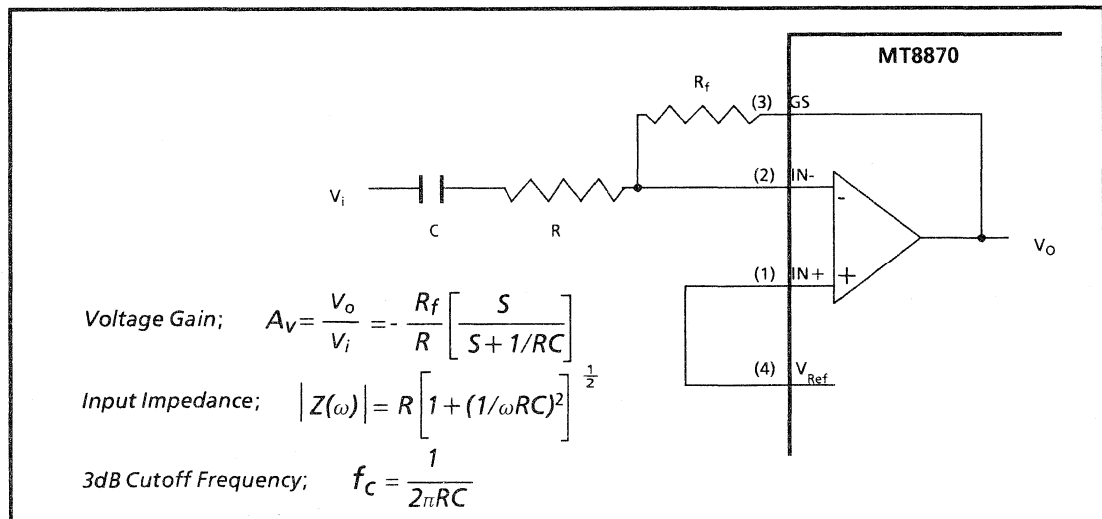 MT8870
R_f
(3) GS
(2) IN-
V_i
C
R
-
V_O
(1) IN+
+
Voltage Gain; A_v = V_o / V_i = - R_f / R [ S / (S + 1/RC) ]
(4) V_Ref
Input Impedance; |Z(ω)| = R [ 1 + (1/ωRC)² ]^1/2
3dB Cutoff Frequency; f_c = 1 / 2πRC